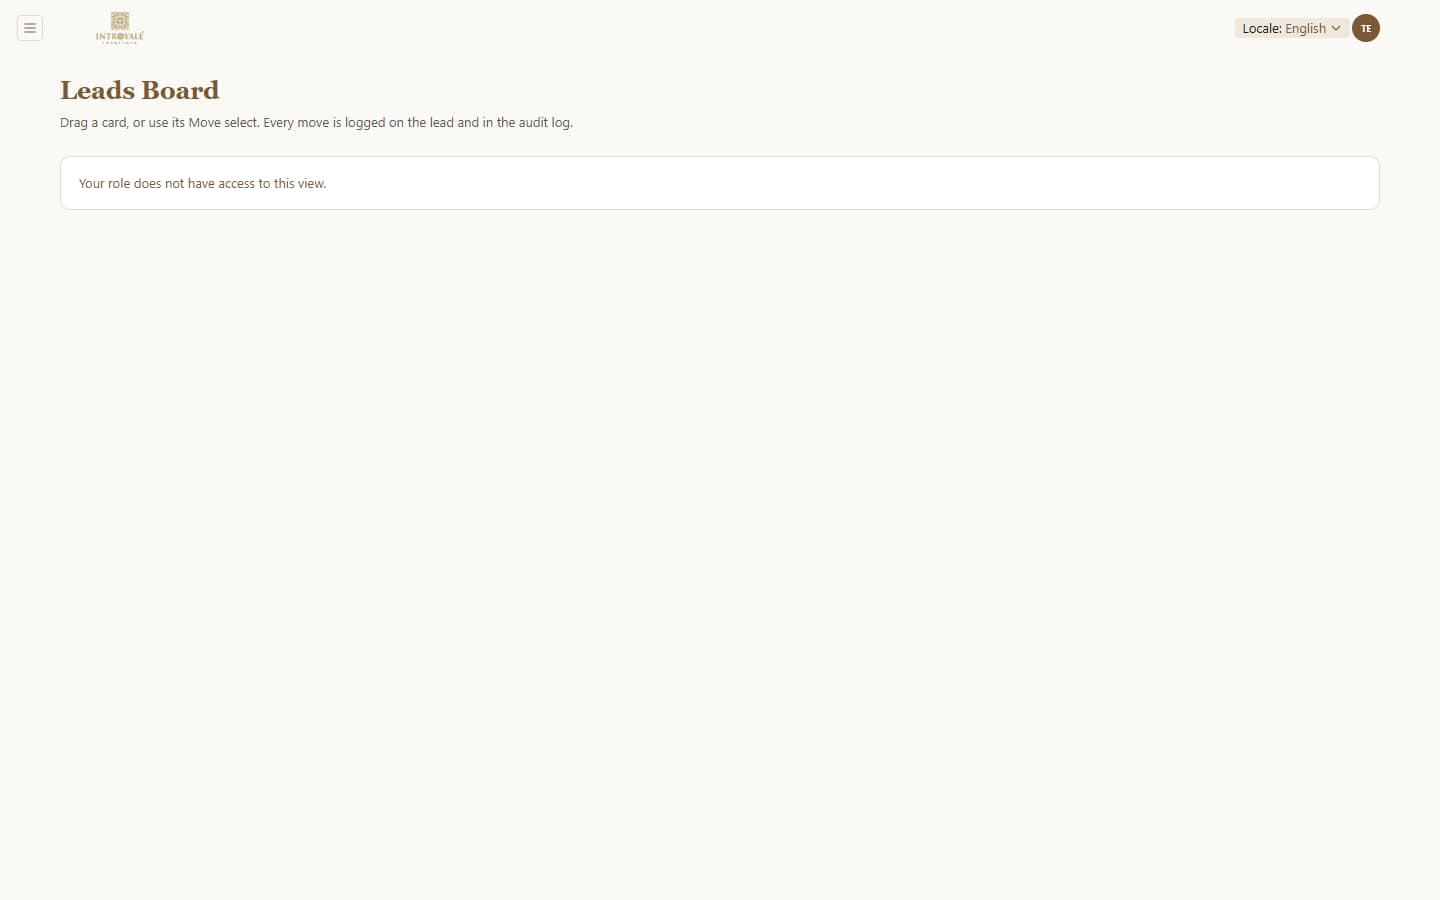 INTROYALE
Locale: English
TE
Leads Board
Drag a card, or use its Move select. Every move is logged on the lead and in the audit log.
Your role does not have access to this view.